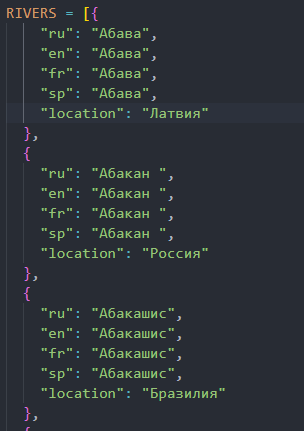 RIVERS = [{
"ru": "Абава",
"en": "Абава",
"fr": "Абава",
"sp": "Абава",
"location": "Латвия"
},
{
"ru": "Абакан ",
"en": "Абакан ",
"fr": "Абакан ",
"sp": "Абакан ",
"location": "Россия"
},
{
"ru": "Абакашис",
"en": "Абакашис",
"fr": "Абакашис",
"sp": "Абакашис",
"location": "Бразилия"
},